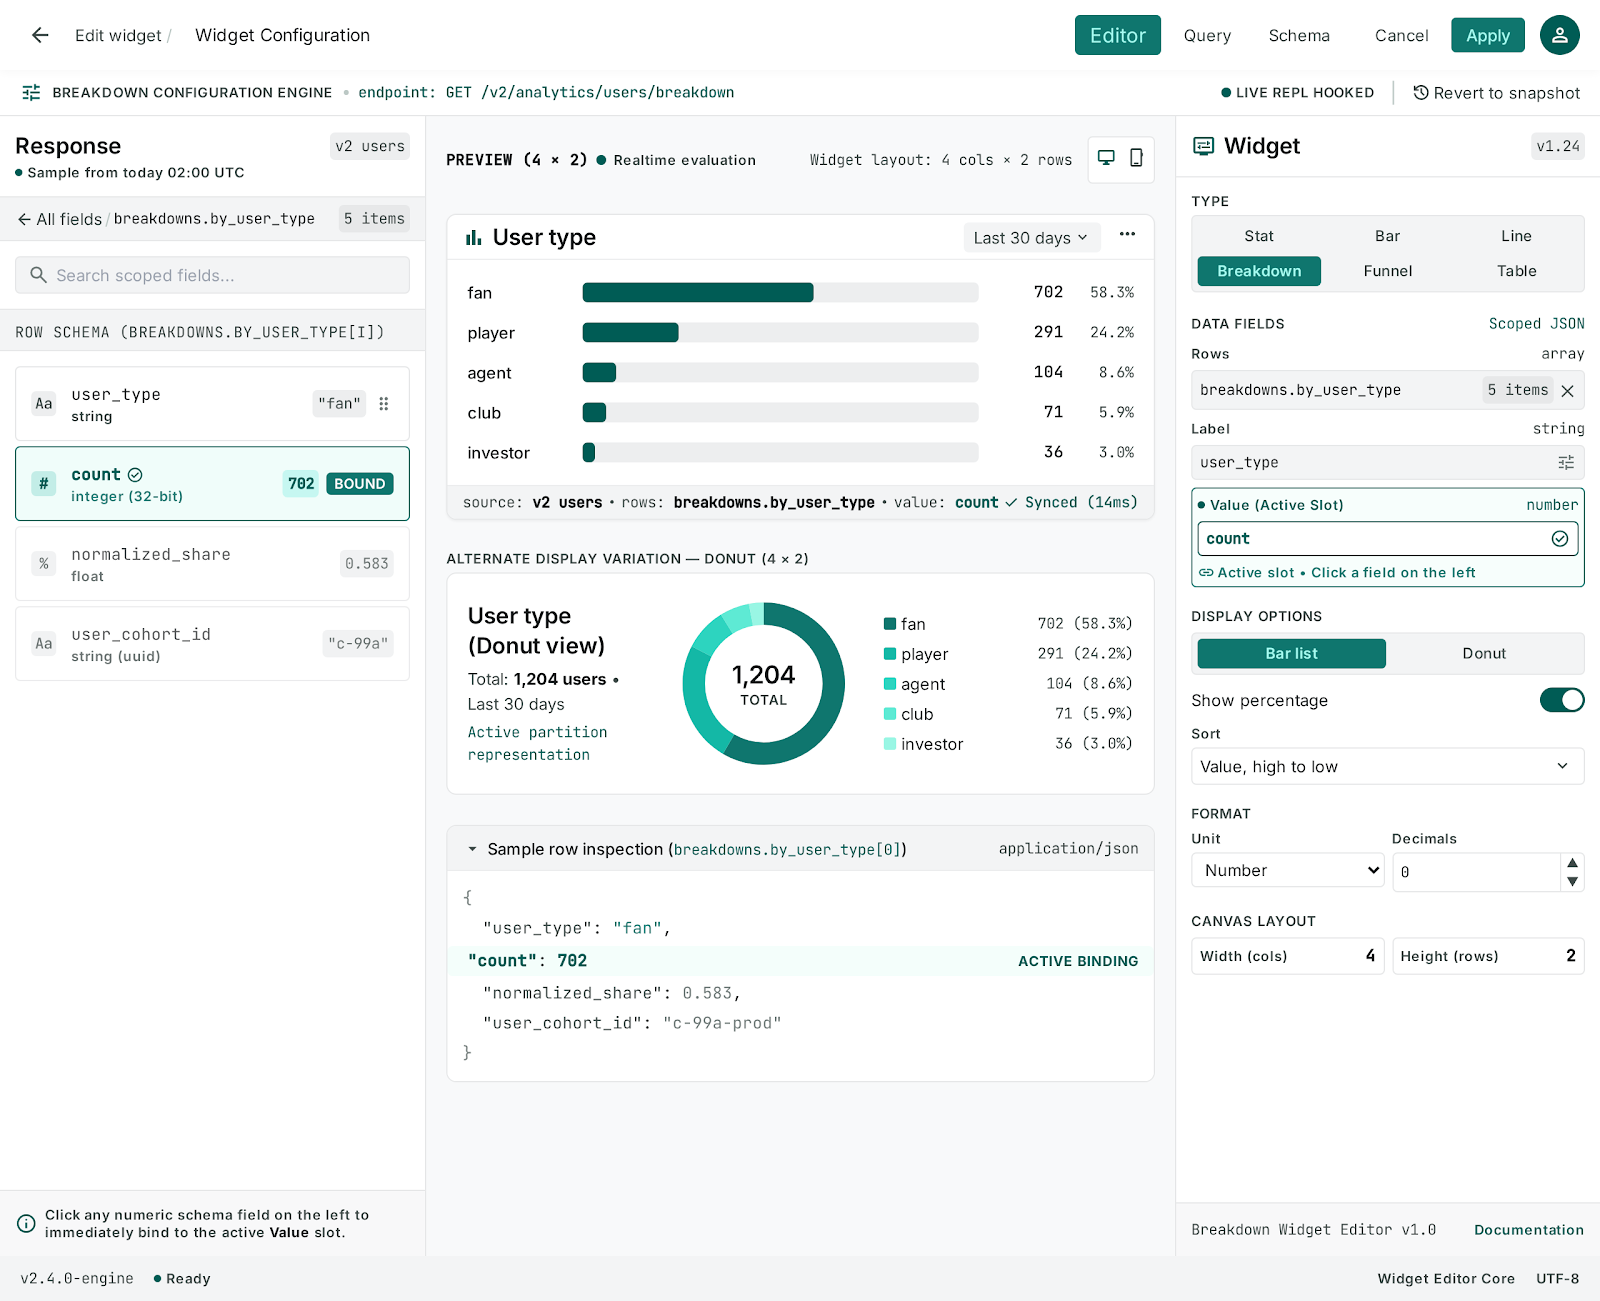 Edit widget / Widget Configuration
Editor Query Schema Cancel Apply
BREAKDOWN CONFIGURATION ENGINE • endpoint: GET /v2/analytics/users/breakdown
LIVE REPL HOOKED
Revert to snapshot
Response
v2 users
Sample from today 02:00 UTC
All fields / breakdowns.by_user_type 5 items
Search scoped fields...
ROW SCHEMA (BREAKDOWNS.BY_USER_TYPE[I])
Aa user_type "fan"
string
# count 702 BOUND
integer (32-bit)
% normalized_share 0.583
float
Aa user_cohort_id "c-99a"
string (uuid)
Click any numeric schema field on the left to
immediately bind to the active Value slot.
PREVIEW (4 × 2) Realtime evaluation Widget layout: 4 cols × 2 rows
User type Last 30 days
fan 702 58.3%
player 291 24.2%
agent 104 8.6%
club 71 5.9%
investor 36 3.0%
source: v2 users • rows: breakdowns.by_user_type • value: count ✓ Synced (14ms)
ALTERNATE DISPLAY VARIATION — DONUT (4 × 2)
User type
(Donut view)
Total: 1,204 users •
Last 30 days
Active partition
representation
1,204
TOTAL
fan 702 (58.3%)
player 291 (24.2%)
agent 104 (8.6%)
club 71 (5.9%)
investor 36 (3.0%)
Sample row inspection (breakdowns.by_user_type[0]) application/json
{
"user_type": "fan",
"count": 702 ACTIVE BINDING
"normalized_share": 0.583,
"user_cohort_id": "c-99a-prod"
}
Widget v1.24
TYPE
Stat Bar Line
Breakdown Funnel Table
DATA FIELDS Scoped JSON
Rows array
breakdowns.by_user_type 5 items
Label string
user_type
Value (Active Slot) number
count
Active slot • Click a field on the left
DISPLAY OPTIONS
Bar list Donut
Show percentage
Sort
Value, high to low
FORMAT
Unit Decimals
Number 0
CANVAS LAYOUT
Width (cols) 4 Height (rows) 2
Breakdown Widget Editor v1.0 Documentation
v2.4.0-engine Ready
Widget Editor Core UTF-8